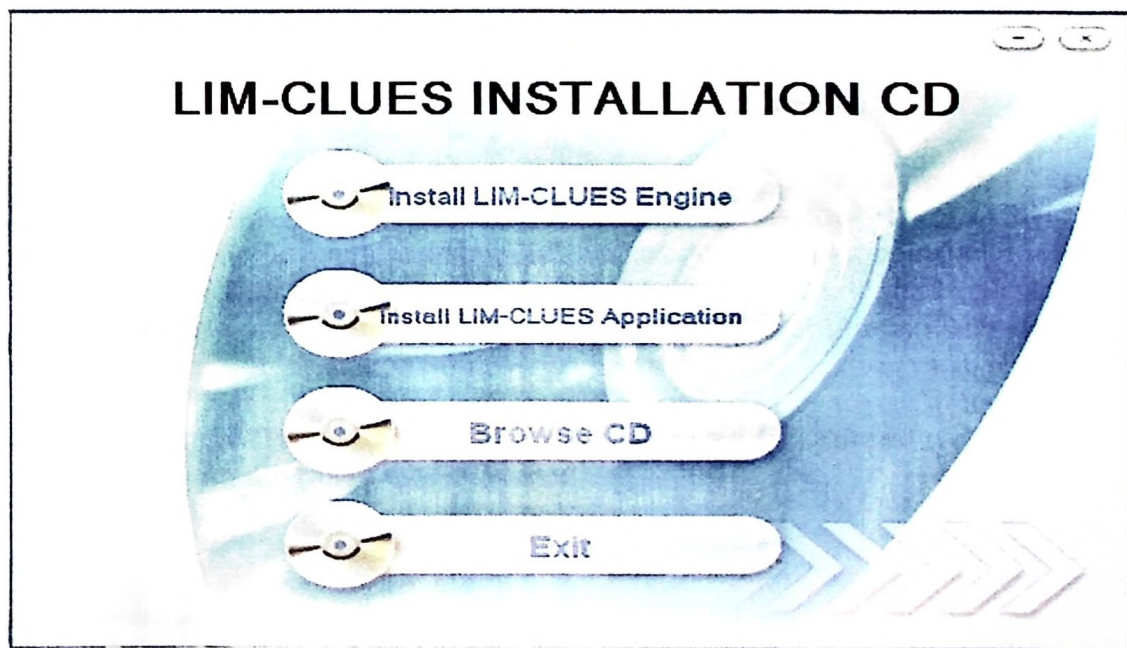 LIM-CLUES INSTALLATION CD
Install LIM-CLUES Engine
Install LIM-CLUES Application
Browse CD
Exit